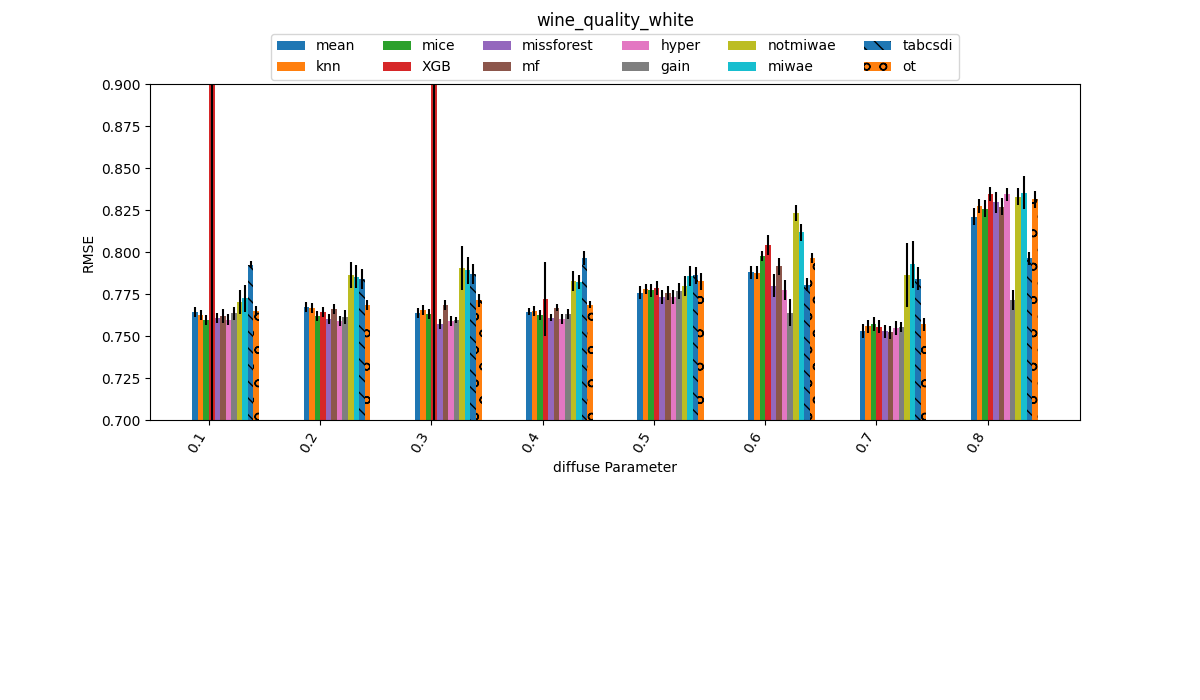 wine_quality_white
mean mice missforest hyper notmiwae tabcsdi
knn XGB mf gain miwae ot
0.900
0.875
0.850
0.825
0.800
0.775
0.750
0.725
0.700
RMSE
0.1 0.2 0.3 0.4 0.5 0.6 0.7 0.8
diffuse Parameter